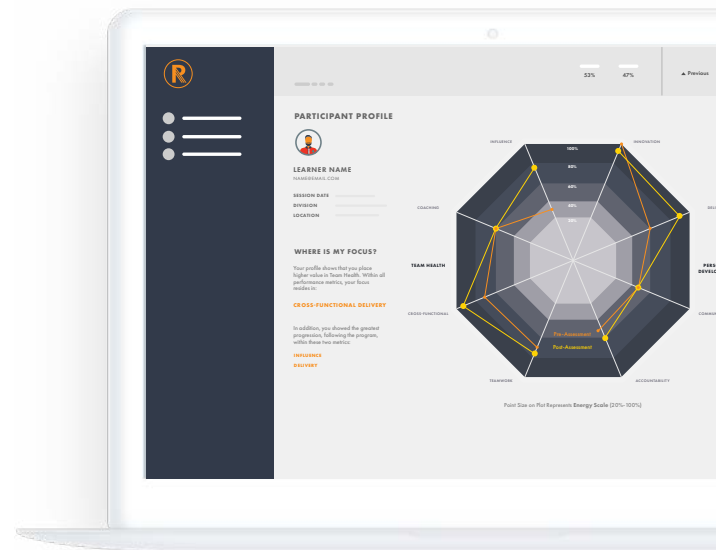 R
53%
47%
Previous
PARTICIPANT PROFILE
LEARNER NAME
NAME@EMAIL.COM
SESSION DATE
DIVISION
LOCATION
WHERE IS MY FOCUS?
Your profile shows that you place
higher value in Team Health. Within all
performance metrics, your focus
resides in:
CROSS-FUNCTIONAL DELIVERY
In addition, you showed the greatest
progression, following the program,
within these two metrics:
INFLUENCE
DELIVERY
INFLUENCE
INNOVATION
100%
80%
60%
40%
20%
COACHING
DELI
TEAM HEALTH
PERS
DEVELO
CROSS-FUNCTIONAL
COMMU
Pre-Assessment
Post-Assessment
TEAMWORK
ACCOUNTABILITY
Point Size on Plot Represents Energy Scale (20%-100%)